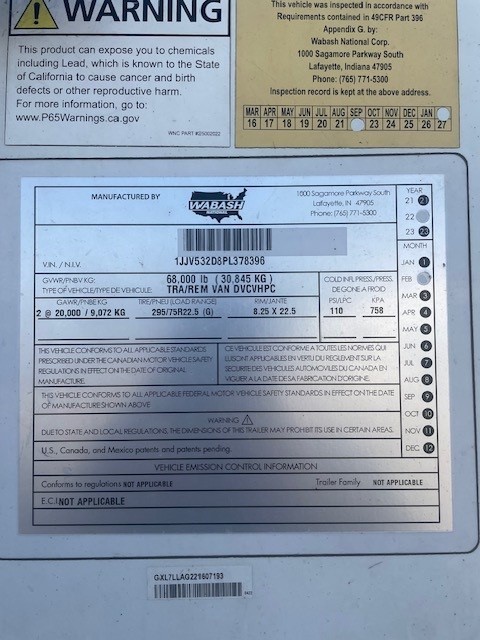 WARNING
This product can expose you to chemicals
including Lead, which is known to the State
of California to cause cancer and birth
defects or other reproductive harm.
For more information, go to:
www.P65Warnings.ca.gov
This vehicle was inspected in accordance with
Requirements contained in 49CFR Part 396
Appendix G. by:
Wabash National Corp.
1000 Sagamore Parkway South
Lafayette, Indiana 47905
Phone: (765) 771-5300
Inspection record is kept at the above address.
MAR APR MAY JUN JUL AUG SEP OCT NOV DEC JAN
16 17 18 19 20 21 23 24 25 26 27
MANUFACTURED BY
WABASH
NATIONAL
1000 Sagamore Parkway South
Lafayette, IN 47905
Phone: (765) 771-5300
YEAR
21 21
22
23 23
MONTH
JAN 1
FEB
MAR 3
APR 4
MAY 5
JUN 6
JUL 7
AUG 8
SEP 9
OCT 10
NOV 11
DEC 12
V.I.N. / N.I.V. 1JJV532D8PL378396
GVWR/PNBV KG: 68,000 lb ( 30,845 KG )
TYPE OF VEHICLE/TYPE DE VEHICULE: TRA/REM VAN DVCVHPC
COLD INFL PRESS./PRESS.
DE GONF A FROID
GAWR/PNBE KG TIRE/PNEU (LOAD RANGE) RIM/JANTE PSI/LPC KPA
2 @ 20,000 / 9,072 KG 295/75R22.5 (G) 8.25 X 22.5 110 758
THIS VEHICLE CONFORMS TO ALL APPLICABLE STANDARDS
PRESCRIBED UNDER THE CANADIAN MOTOR VEHICLE SAFETY
REGULATIONS IN EFFECT ON THE DATE OF ORIGINAL
MANUFACTURE.
CE VEHICULE EST CONFORME A TOUTES LES NORMES QUI
LUI SONT APPLICABLES EN VERTU DU REGLEMENT SUR LA
SECURITE DES VEHICULES AUTOMOVILES DU CANADA EN
VIGUER A LA DATE DE SA FABRICATION D'ORIGINE.
THIS VEHICLE CONFORMS TO ALL APPLICABLE FEDERAL MOTOR VEHICLE SAFETY STANDARDS IN EFFECT ON THE DATE
OF MANUFACTURE SHOWN ABOVE
WARNING
DUE TO STATE AND LOCAL REGULATIONS, THE DIMENSIONS OF THIS TRAILER MAY PROHIBIT ITS USE IN CERTAIN AREAS.
U.S., Canada, and Mexico patents and patents pending.
VEHICLE EMISSION CONTROL INFORMATION
Conforms to regulations NOT APPLICABLE Trailer Family NOT APPLICABLE
E.C.I NOT APPLICABLE